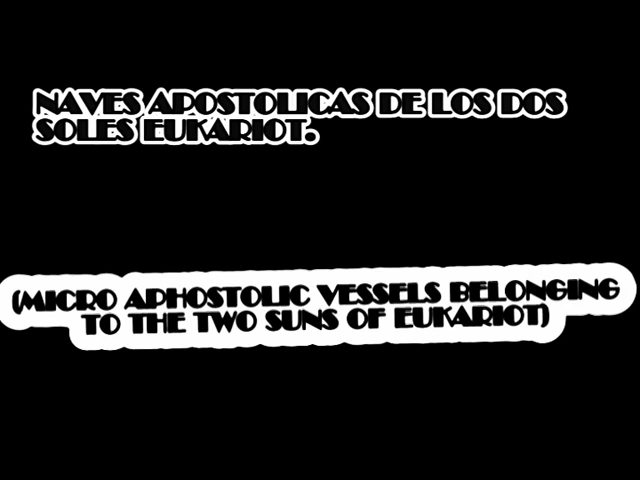 NAVES APOSTOLICAS DE LOS DOS
SOLES EUKARIOT.
(MICRO APHOSTOLIC VESSELS BELONGING
TO THE TWO SUNS OF EUKARIOT)